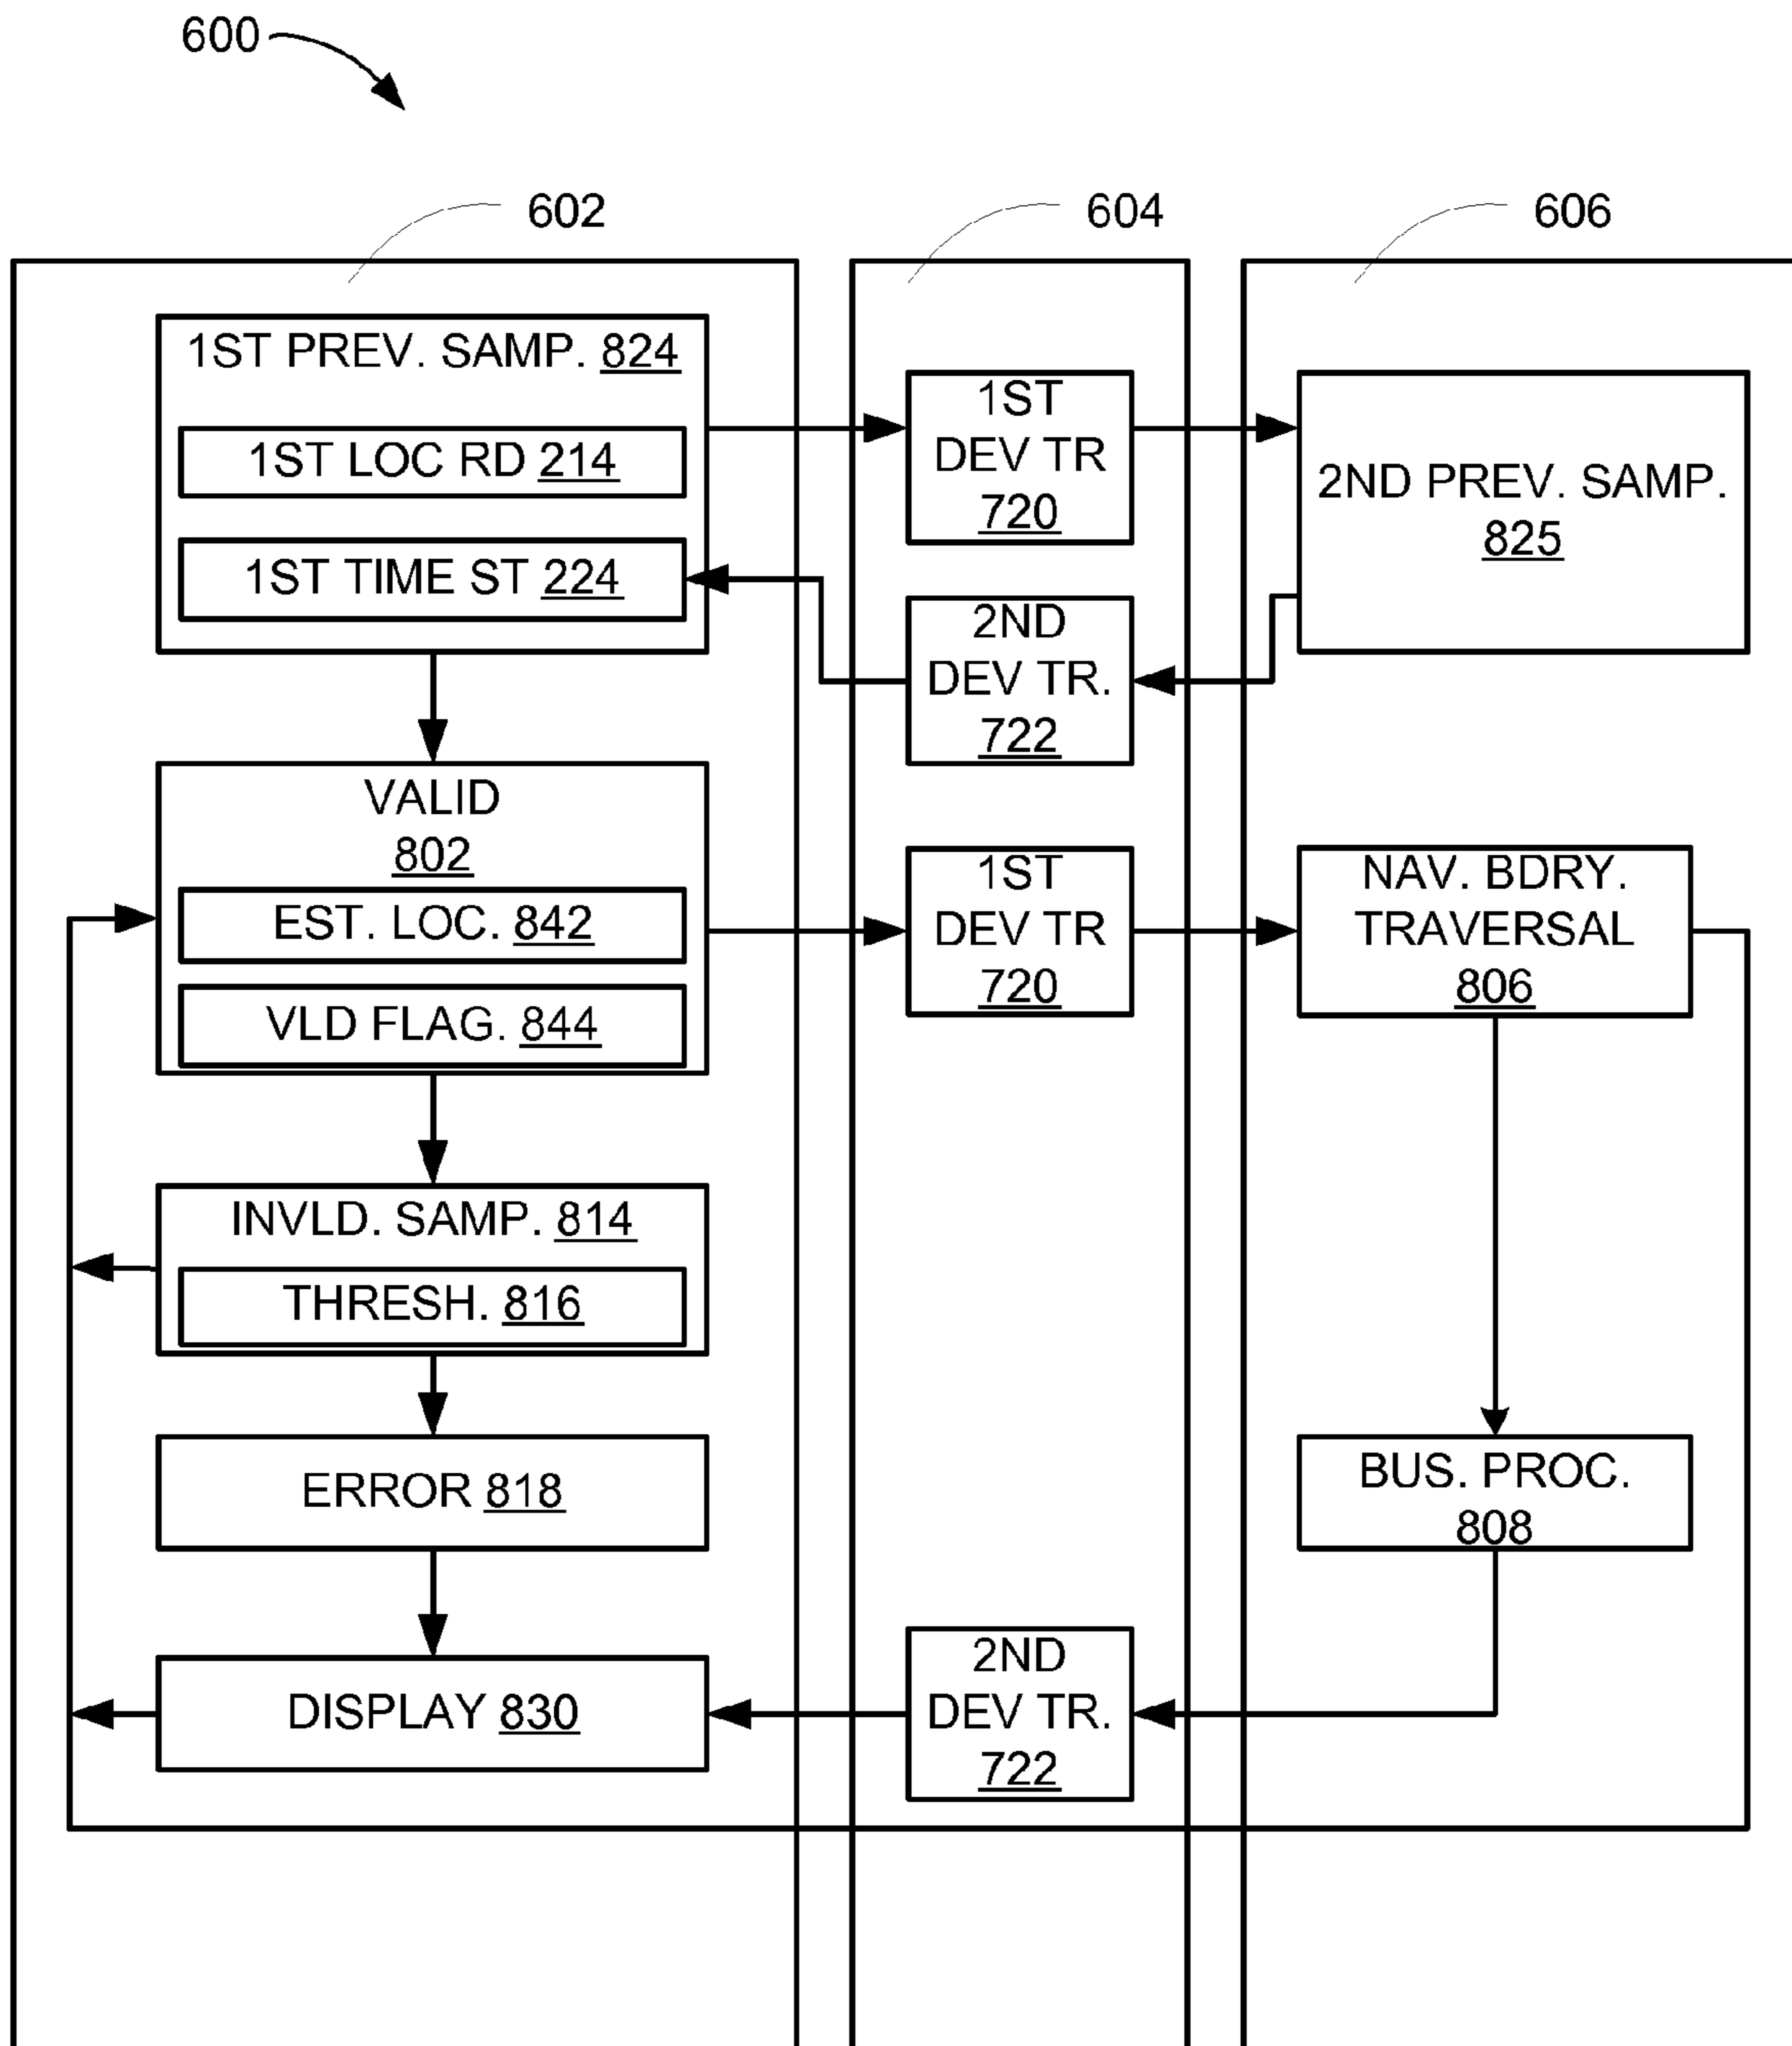 600
602
604
606
1ST PREV. SAMP. 824
1ST LOC RD 214
1ST TIME ST 224
1ST
DEV TR
720
2ND PREV. SAMP.
825
2ND
DEV TR.
722
VALID
802
EST. LOC. 842
VLD FLAG. 844
1ST
DEV TR
720
NAV. BDRY.
TRAVERSAL
806
INVLD. SAMP. 814
THRESH. 816
ERROR 818
BUS. PROC.
808
DISPLAY 830
2ND
DEV TR.
722